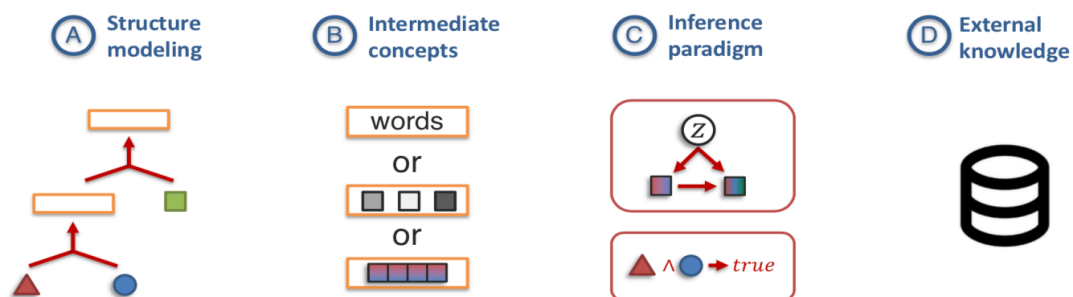 A Structure modeling
B Intermediate concepts
C Inference paradigm
D External knowledge
words
or
or
Z
∧ true